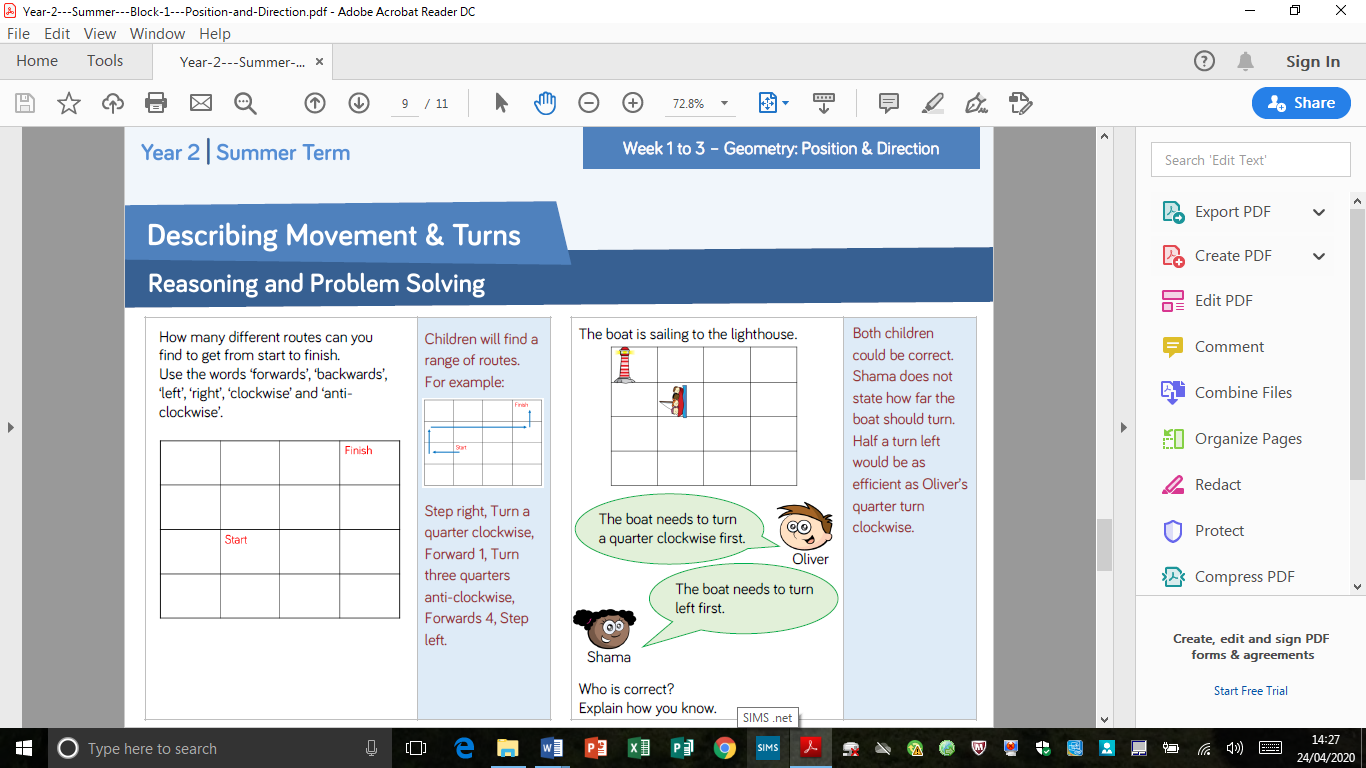 Year-2---Summer---Block-1---Position-and-Direction.pdf - Adobe Acrobat Reader DC
File Edit View Window Help
Home Tools Year-2---Summer-... × Sign In
9 / 11 72.8% Share
Year 2 | Summer Term
Week 1 to 3 – Geometry: Position & Direction
Describing Movement & Turns
Reasoning and Problem Solving
How many different routes can you
find to get from start to finish.
Use the words ‘forwards’, ‘backwards’,
‘left’, ‘right’, ‘clockwise’ and ‘anti-
clockwise’.
Finish
Start
Children will find a
range of routes.
For example:
Finish
Start
Step right, Turn a
quarter clockwise,
Forward 1, Turn
three quarters
anti-clockwise,
Forwards 4, Step
left.
The boat is sailing to the lighthouse.
The boat needs to turn
a quarter clockwise first.
Oliver
The boat needs to turn
left first.
Shama
Who is correct?
Explain how you know.
Both children
could be correct.
Shama does not
state how far the
boat should turn.
Half a turn left
would be as
efficient as Oliver’s
quarter turn
clockwise.
Search 'Edit Text'
Export PDF
Create PDF
Edit PDF
Comment
Combine Files
Organize Pages
Redact
Protect
Compress PDF
Create, edit and sign PDF
forms & agreements
Start Free Trial
SIMS .net
Type here to search
SIMS
14:27
24/04/2020